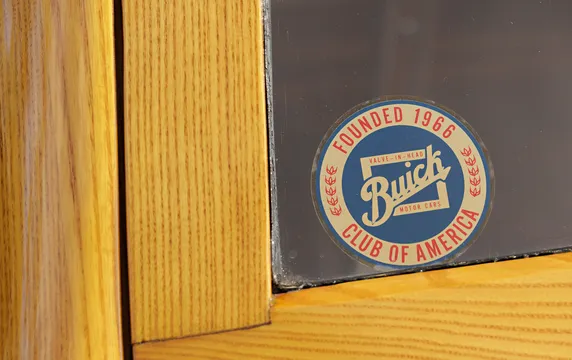 FOUNDED 1966
VALVE-IN-HEAD
Buick
MOTOR CARS
CLUB OF AMERICA